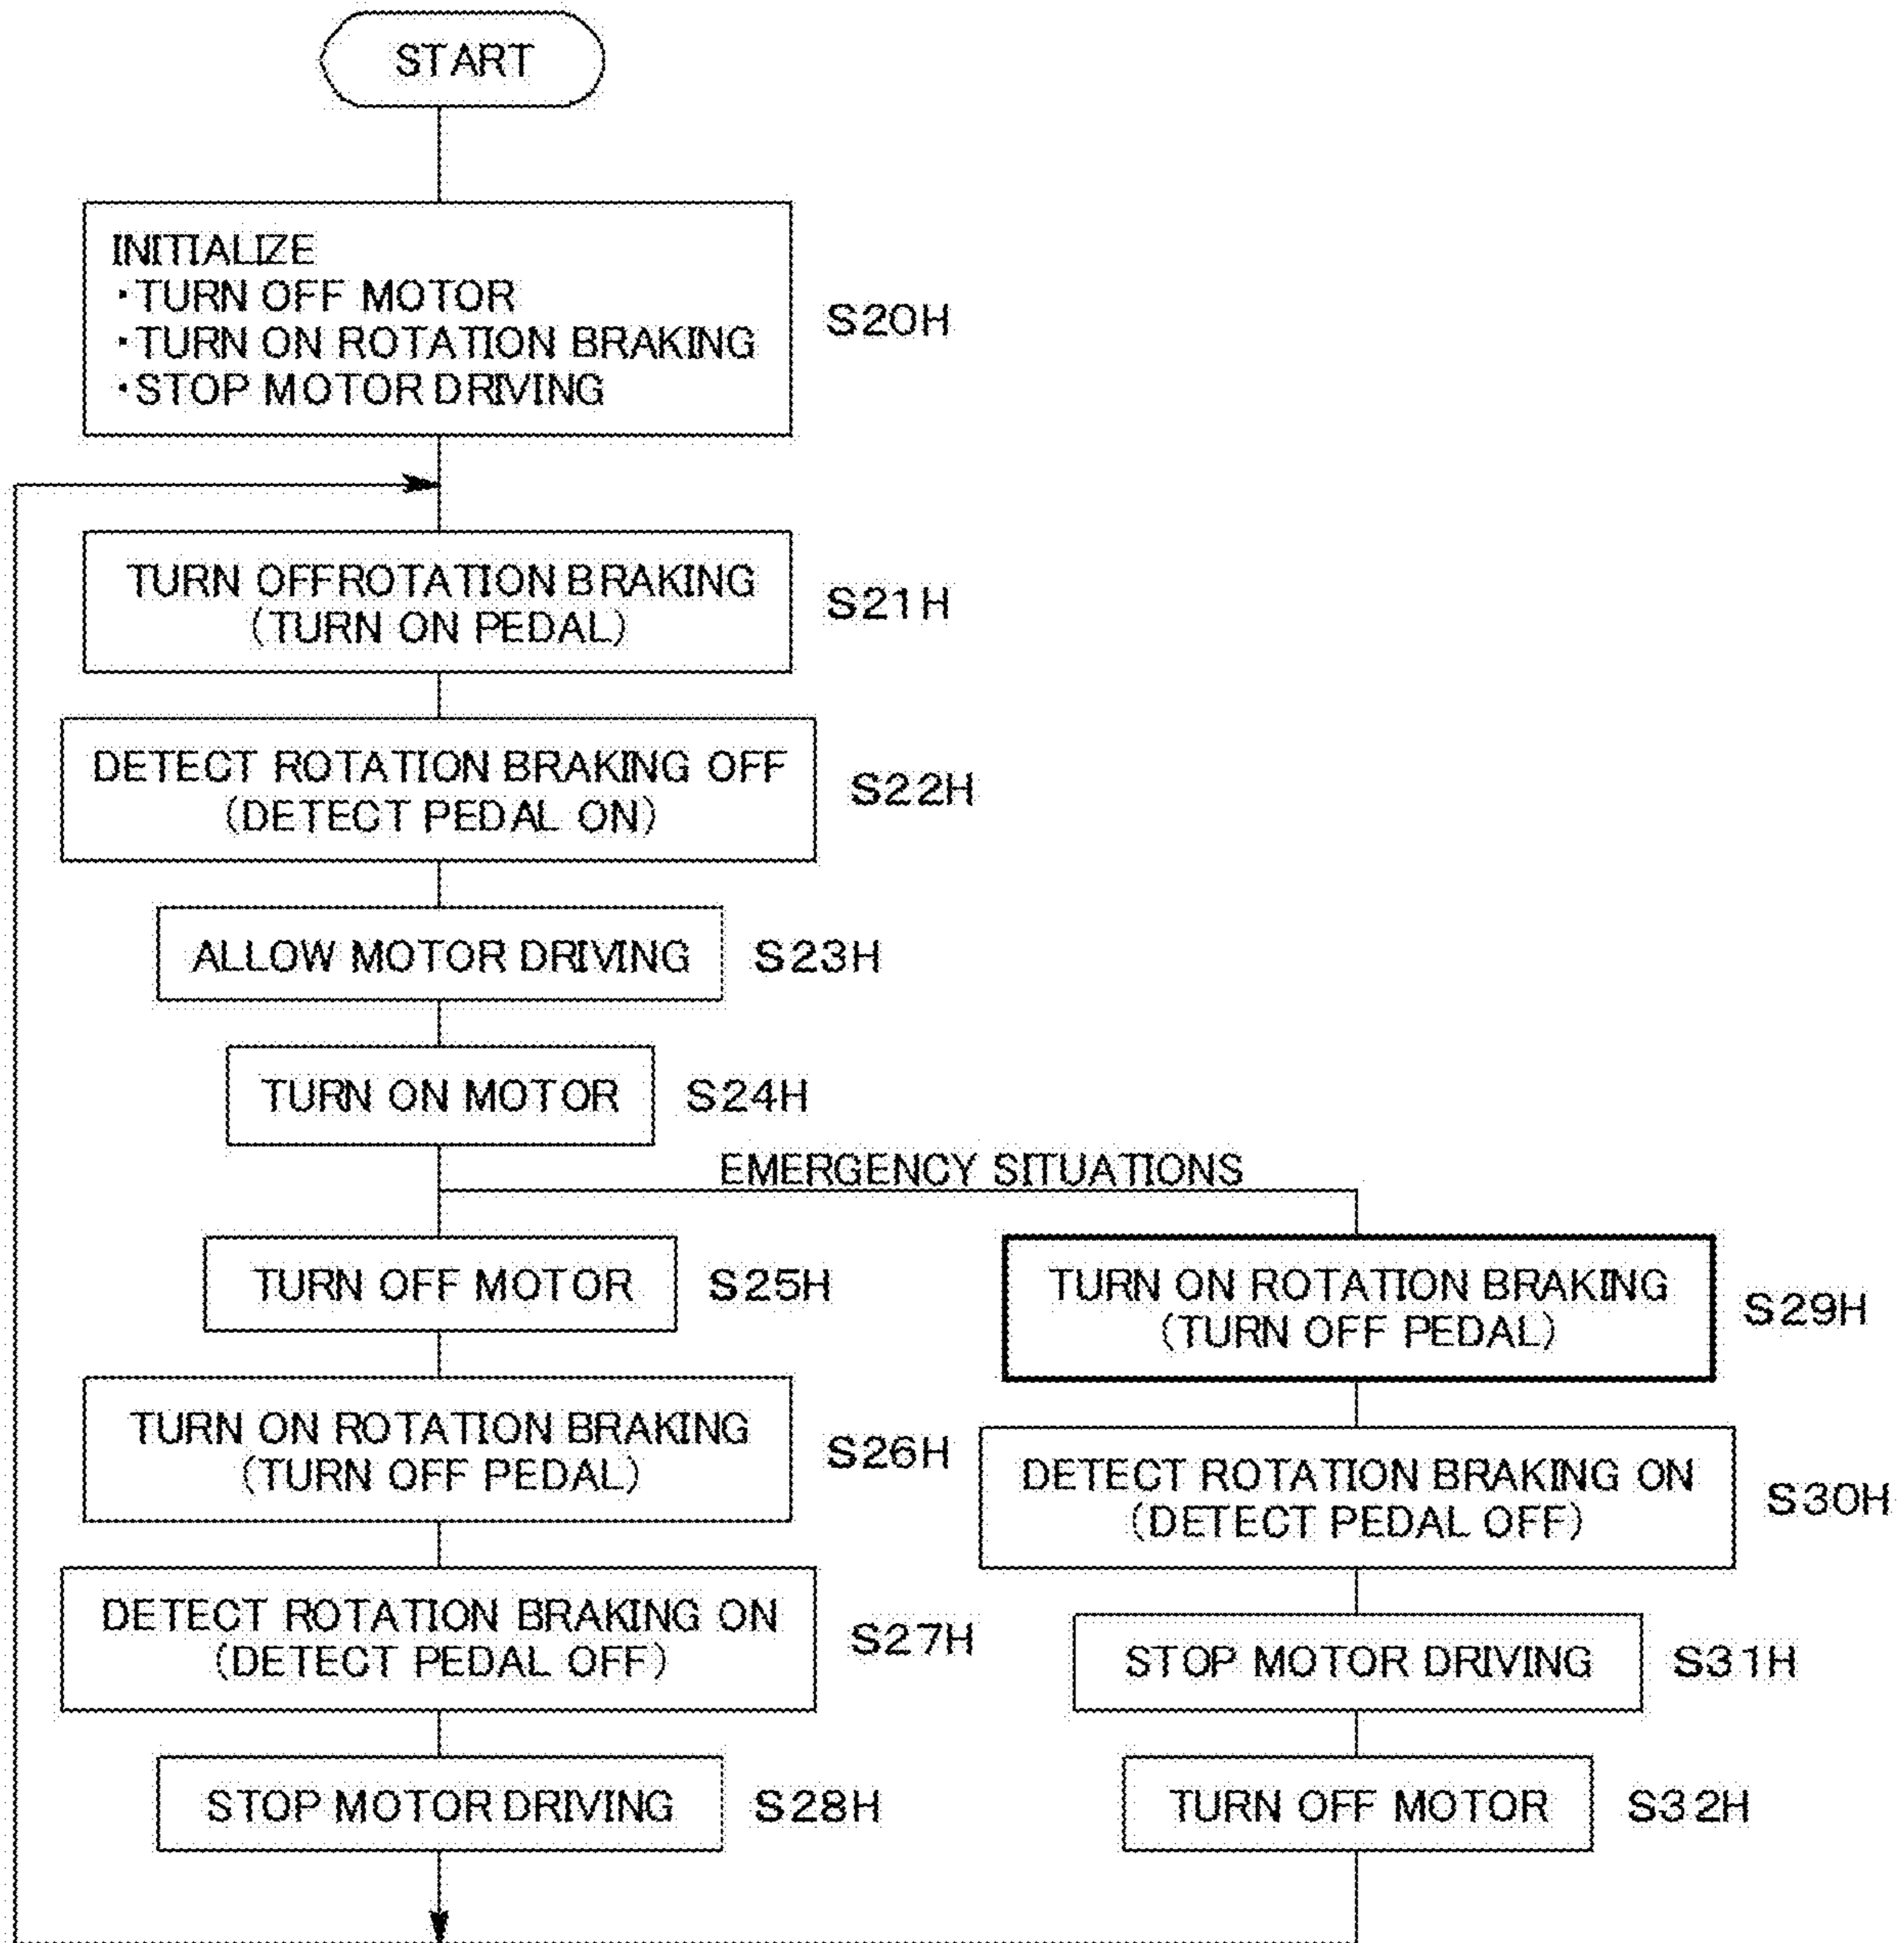 START
INITIALIZE
・TURN OFF MOTOR
・TURN ON ROTATION BRAKING
・STOP MOTOR DRIVING
S20H
TURN OFFROTATION BRAKING
(TURN ON PEDAL)
S21H
DETECT ROTATION BRAKING OFF
(DETECT PEDAL ON)
S22H
ALLOW MOTOR DRIVING
S23H
TURN ON MOTOR
S24H
EMERGENCY SITUATIONS
TURN OFF MOTOR
S25H
TURN ON ROTATION BRAKING
(TURN OFF PEDAL)
S26H
DETECT ROTATION BRAKING ON
(DETECT PEDAL OFF)
S27H
STOP MOTOR DRIVING
S28H
TURN ON ROTATION BRAKING
(TURN OFF PEDAL)
S29H
DETECT ROTATION BRAKING ON
(DETECT PEDAL OFF)
S30H
STOP MOTOR DRIVING
S31H
TURN OFF MOTOR
S32H